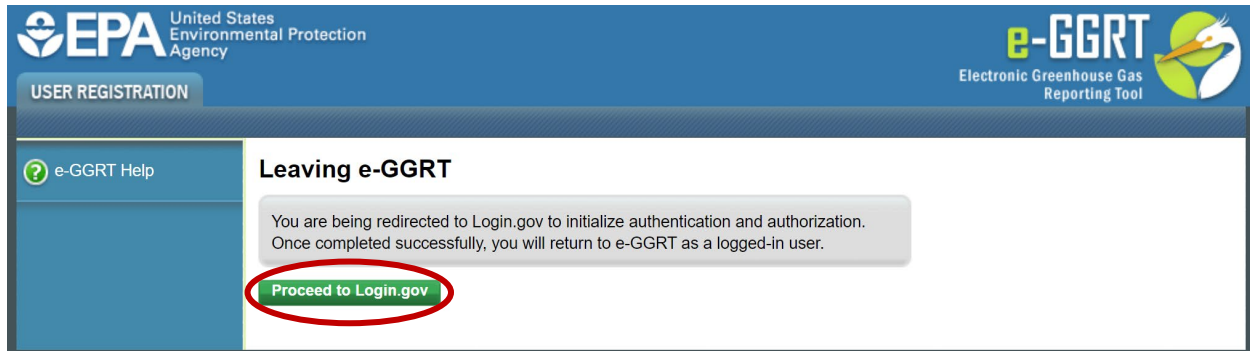 EPA
United States
Environmental Protection
Agency
e-GGRT
Electronic Greenhouse Gas
Reporting Tool
USER REGISTRATION
e-GGRT Help
Leaving e-GGRT
You are being redirected to Login.gov to initialize authentication and authorization.
Once completed successfully, you will return to e-GGRT as a logged-in user.
Proceed to Login.gov